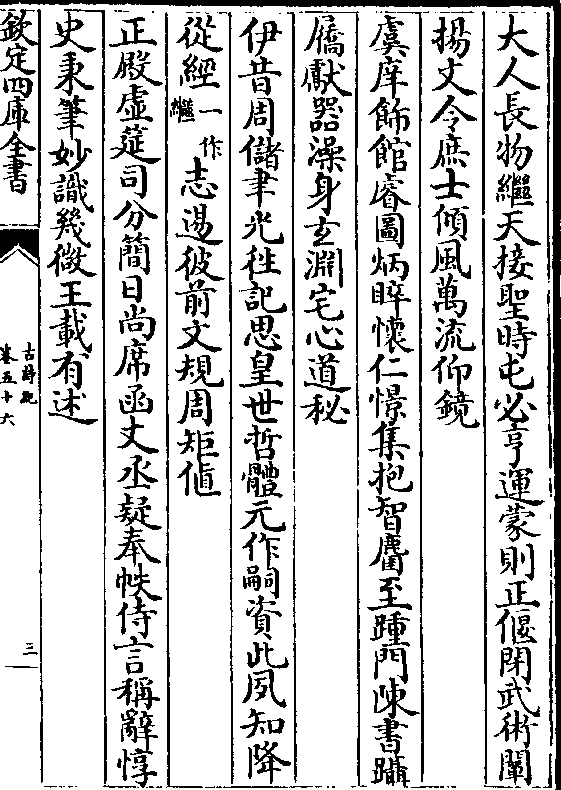 大人長物繼天接聖時屯必亨運蒙則正偃閉武術闡
揚文令庶士傾風萬流仰鏡
虞庠飾館睿圖炳睟懷仁憬集抱智麕至踵門陳書躡
屩獻器澡身玄淵宅心道秘
伊昔周儲聿光往記思皇世哲體元作嗣資此夙知降
從經一作繼志逷彼前文規周矩值
正殿虛筵司分簡日尚席函丈丞疑奉帙侍言稱辭惇
史秉筆妙識幾微王載有述
欽定四庫全書
古詩紀
卷五十六
三